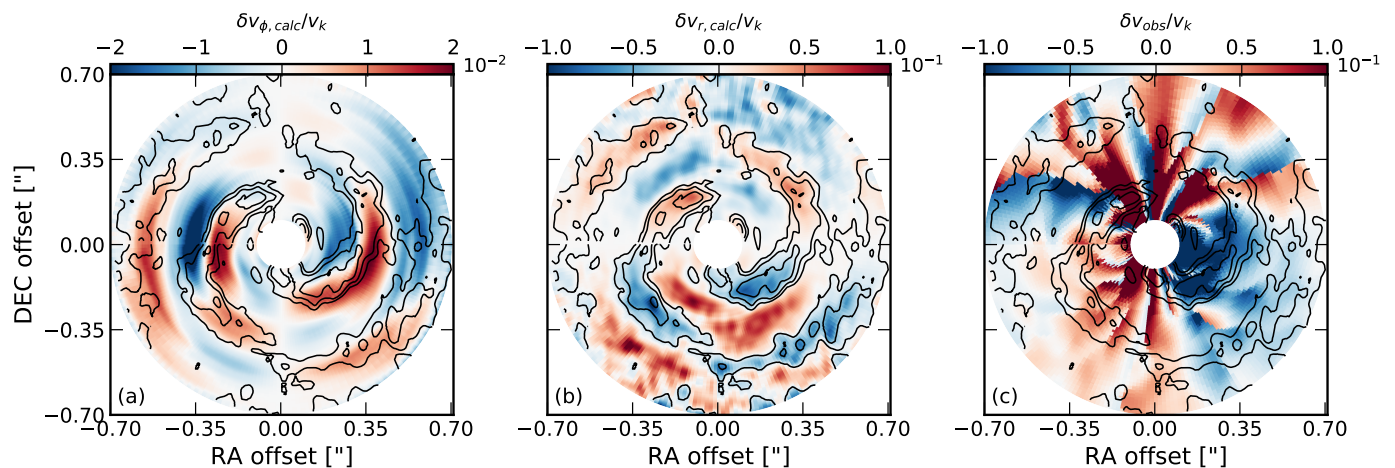 δv_{ϕ,calc}/v_k
δv_{r,calc}/v_k
δv_{obs}/v_k
−2 −1 0 1 2
−1.0 −0.5 0.0 0.5 1.0
−1.0 −0.5 0.0 0.5 1.0
10^{−2}
10^{−1}
10^{−1}
DEC offset ["]
0.70
0.35
0.00
−0.35
−0.70
(a)
(b)
(c)
−0.70 −0.35 0.00 0.35 0.70
−0.70 −0.35 0.00 0.35 0.70
−0.70 −0.35 0.00 0.35 0.70
RA offset ["]
RA offset ["]
RA offset ["]